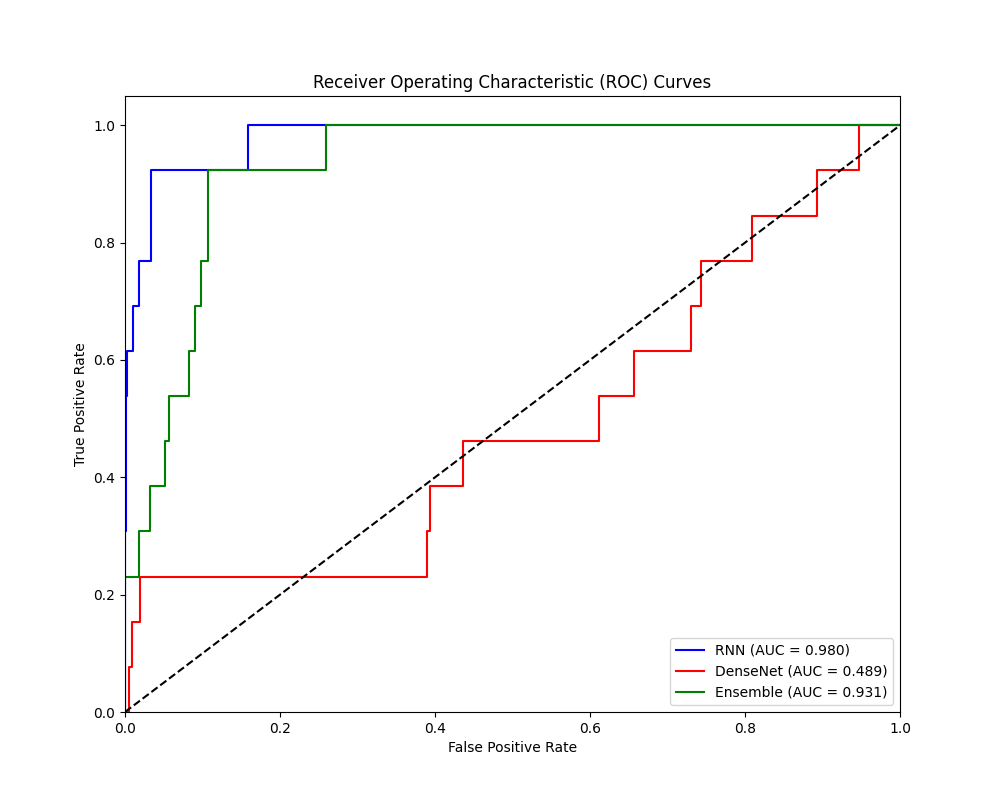 Receiver Operating Characteristic (ROC) Curves
1.0
0.8
0.6
0.4
0.2
0.0
True Positive Rate
RNN (AUC = 0.980)
DenseNet (AUC = 0.489)
Ensemble (AUC = 0.931)
0.0 0.2 0.4 0.6 0.8 1.0
False Positive Rate